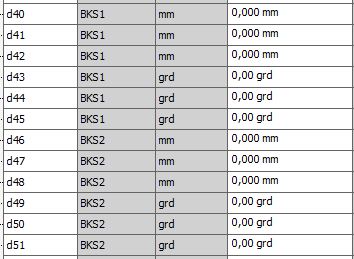 d40 BKS1 mm 0,000 mm
d41 BKS1 mm 0,000 mm
d42 BKS1 mm 0,000 mm
d43 BKS1 grd 0,00 grd
d44 BKS1 grd 0,00 grd
d45 BKS1 grd 0,00 grd
d46 BKS2 mm 0,000 mm
d47 BKS2 mm 0,000 mm
d48 BKS2 mm 0,000 mm
d49 BKS2 grd 0,00 grd
d50 BKS2 grd 0,00 grd
d51 BKS2 grd 0,00 grd